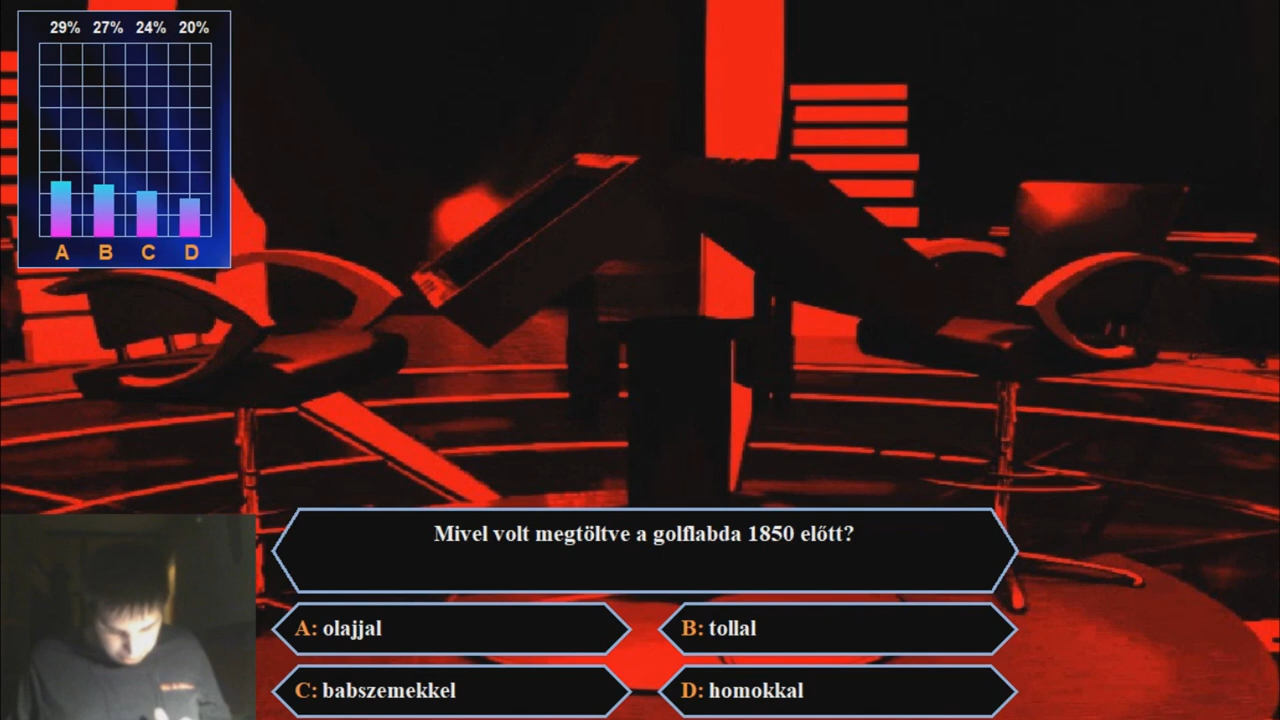 29% 27% 24% 20%
A B C D
Mivel volt megtöltve a golflabda 1850 előtt?
A: olajjal
B: tollal
C: babszemekkel
D: homokkal